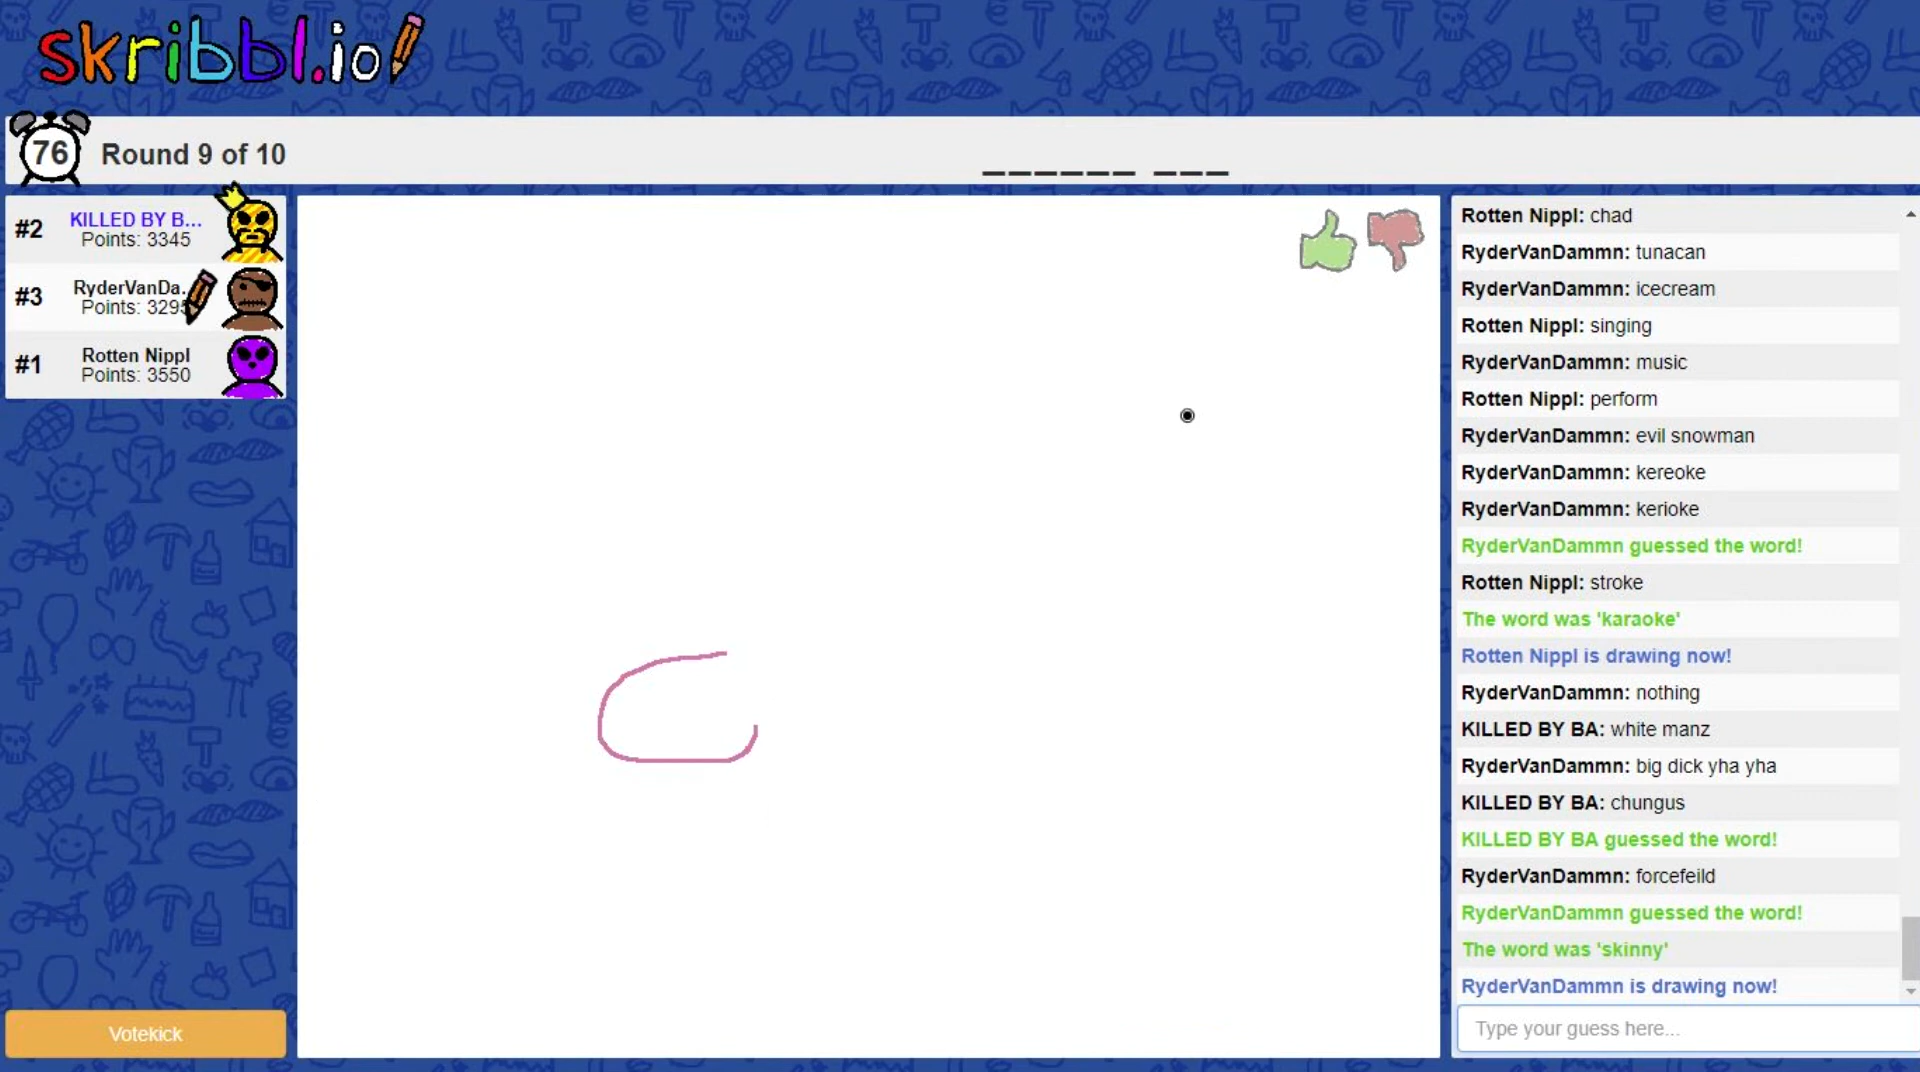 skribbl.io
76
Round 9 of 10
______ ___
#2
KILLED BY B...
Points: 3345
#3
RyderVanDa...
Points: 3295
#1
Rotten Nippl
Points: 3550
Votekick
Rotten Nippl: chad
RyderVanDammn: tunacan
RyderVanDammn: icecream
Rotten Nippl: singing
RyderVanDammn: music
Rotten Nippl: perform
RyderVanDammn: evil snowman
RyderVanDammn: kereoke
RyderVanDammn: kerioke
RyderVanDammn guessed the word!
Rotten Nippl: stroke
The word was 'karaoke'
Rotten Nippl is drawing now!
RyderVanDammn: nothing
KILLED BY BA: white manz
RyderVanDammn: big dick yha yha
KILLED BY BA: chungus
KILLED BY BA guessed the word!
RyderVanDammn: forcefeild
RyderVanDammn guessed the word!
The word was 'skinny'
RyderVanDammn is drawing now!
Type your guess here...